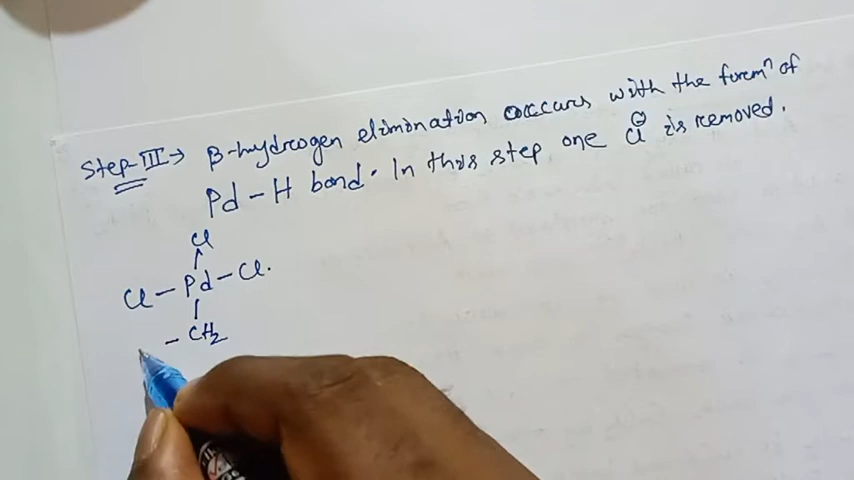 Step-III → β-hydrogen elimination occurs with the formⁿ of
Pd-H bond. In this step one Cl⊖ is removed.
Cl
Cl-Pd-Cl.
-CH₂